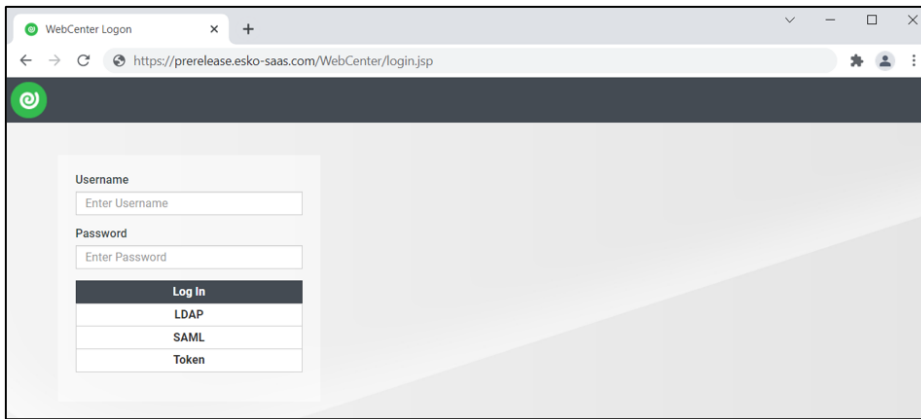 WebCenter Logon
https://prerelease.esko-saas.com/WebCenter/login.jsp
Username
Enter Username
Password
Enter Password
Log In
LDAP
SAML
Token